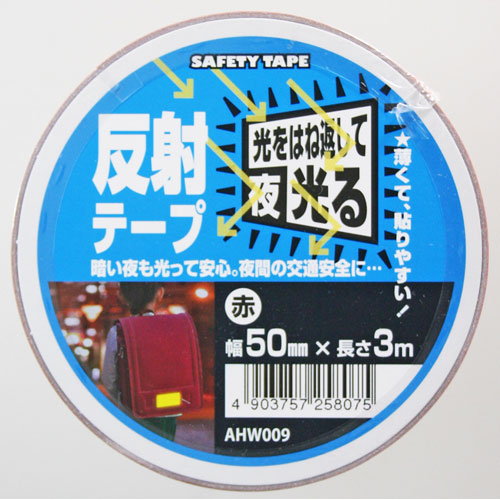 SAFETY TAPE
反射
テープ
光をはね返して
夜光る
★薄くて、貼りやすい!
暗い夜も光って安心。夜間の交通安全に…
赤
幅50mm×長さ3m
4 903757 258075
AHW009